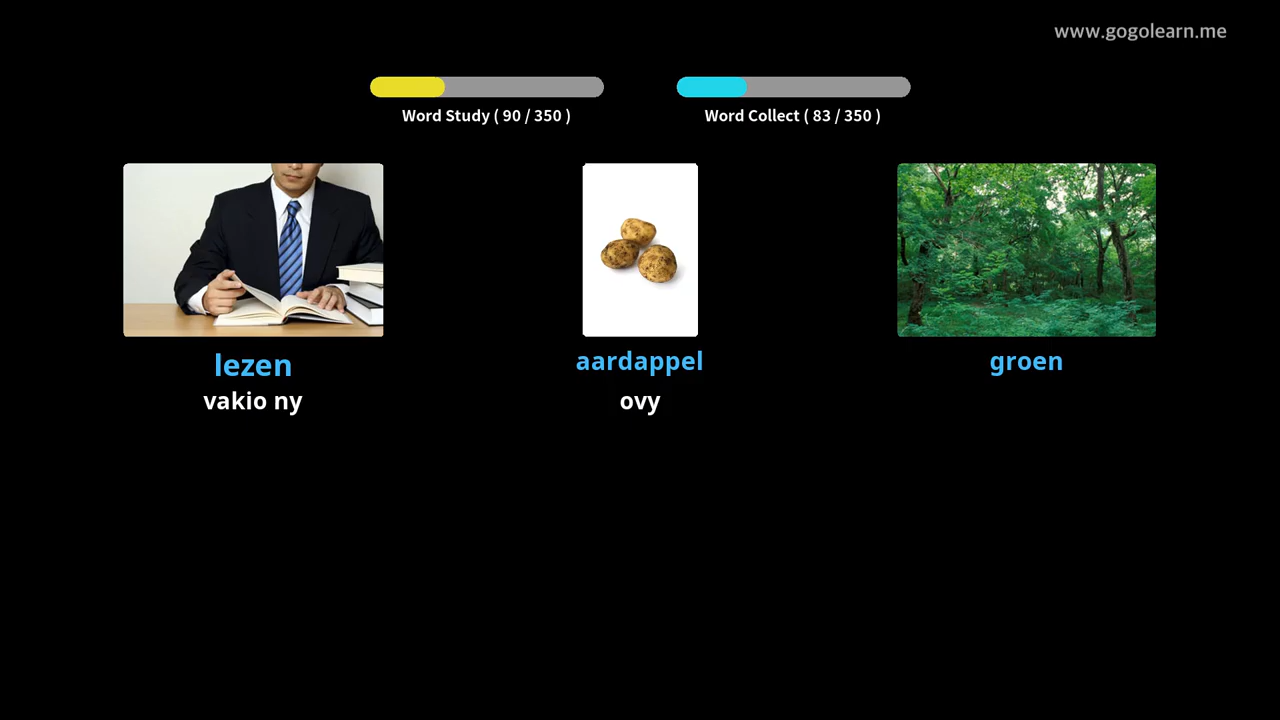 www.gogolearn.me
Word Study ( 90 / 350 )
Word Collect ( 83 / 350 )
lezen
vakio ny
aardappel
ovy
groen